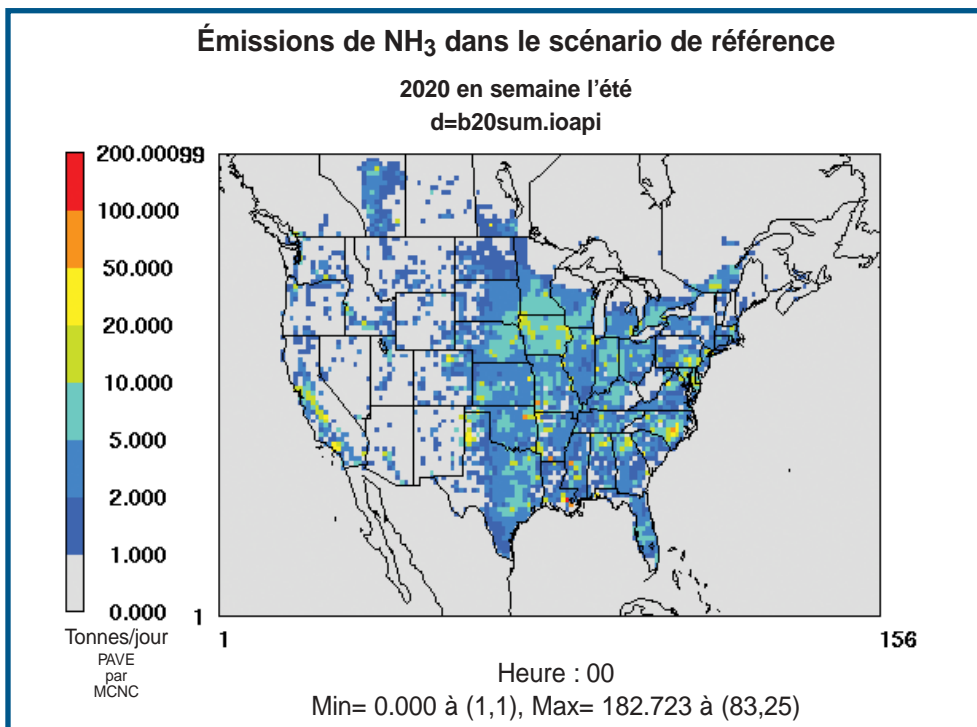 Émissions de NH3 dans le scénario de référence
2020 en semaine l'été
d=b20sum.ioapi
200.000
100.000
50.000
20.000
10.000
5.000
2.000
1.000
0.000
Tonnes/jour
PAVE
par
MCNC
99
1
1
156
Heure : 00
Min= 0.000 à (1,1), Max= 182.723 à (83,25)